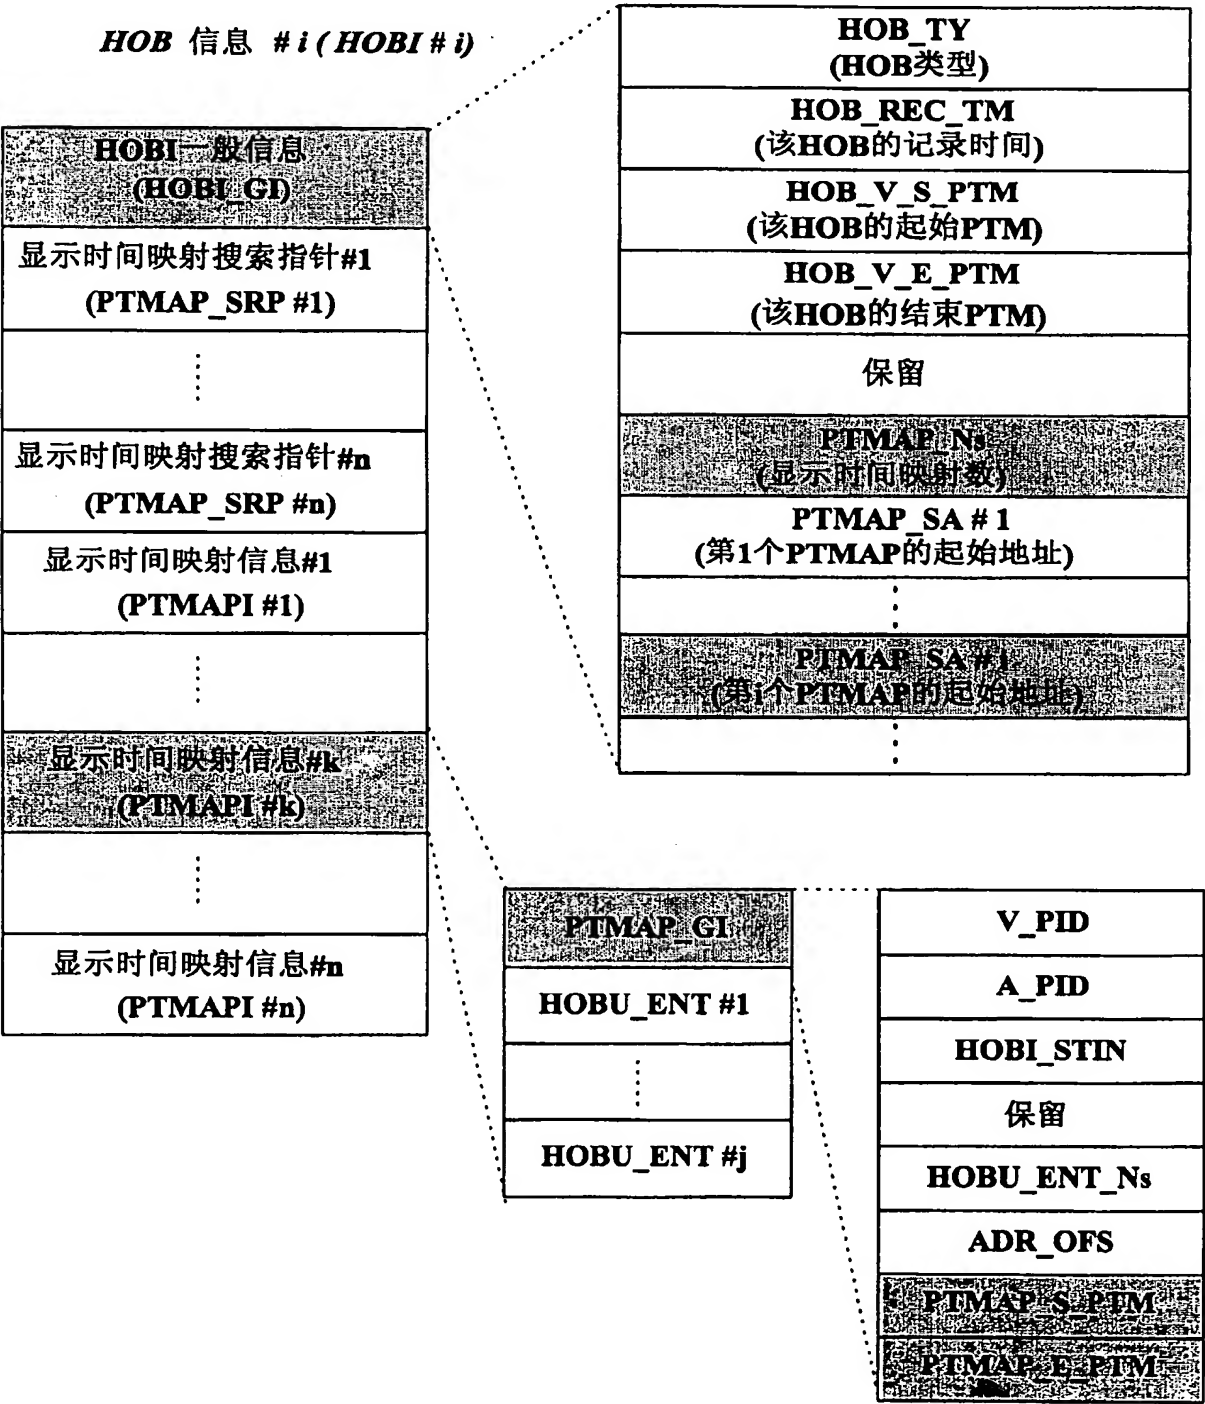 HOB 信息 # i ( HOBI # i)
HOBI一般信息
(HOBI_GI)
显示时间映射搜索指针#1
(PTMAP_SRP #1)
显示时间映射搜索指针#n
(PTMAP_SRP #n)
显示时间映射信息#1
(PTMAPI #1)
显示时间映射信息#k
(PTMAPI #k)
显示时间映射信息#n
(PTMAPI #n)
HOB_TY
(HOB类型)
HOB_REC_TM
(该HOB的记录时间)
HOB_V_S_PTM
(该HOB的起始PTM)
HOB_V_E_PTM
(该HOB的结束PTM)
保留
PTMAP_Ns
(显示时间映射数)
PTMAP_SA # 1
(第1个PTMAP的起始地址)
PTMAP_SA # i
(第i个PTMAP的起始地址)
PTMAP_GI
HOBU_ENT #1
HOBU_ENT #j
V_PID
A_PID
HOBI_STIN
保留
HOBU_ENT_Ns
ADR_OFS
PTMAP_S_PTM
PTMAP_E_PTM